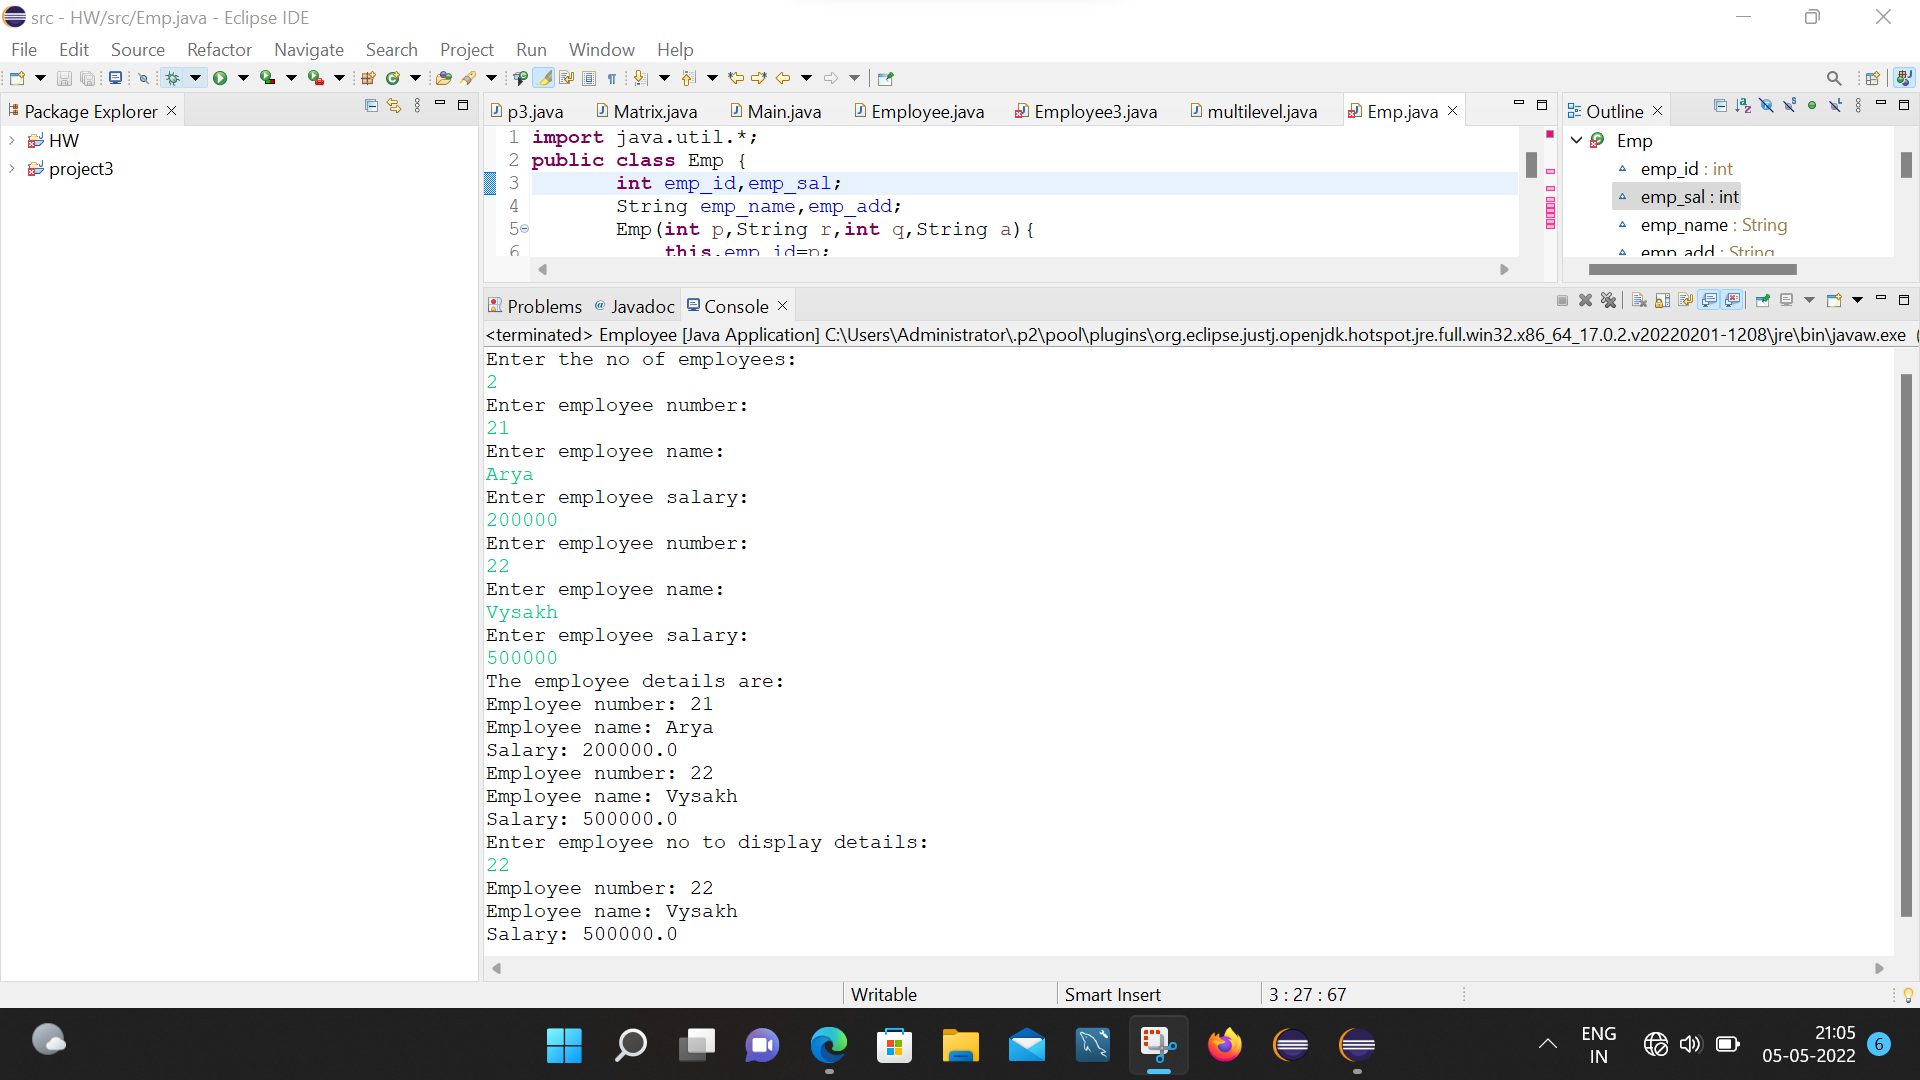 src - HW/src/Emp.java - Eclipse IDE
File Edit Source Refactor Navigate Search Project Run Window Help
Package Explorer
HW
project3
p3.java Matrix.java Main.java Employee.java Employee3.java multilevel.java Emp.java
1 import java.util.*;
2 public class Emp {
3 int emp_id,emp_sal;
4 String emp_name,emp_add;
5 Emp(int p,String r,int q,String a){
6 this.emp_id=p;
Outline
Emp
emp_id : int
emp_sal : int
emp_name : String
emp_add : String
Problems Javadoc Console
<terminated> Employee [Java Application] C:\Users\Administrator\.p2\pool\plugins\org.eclipse.justj.openjdk.hotspot.jre.full.win32.x86_64_17.0.2.v20220201-1208\jre\bin\javaw.exe (
Enter the no of employees:
2
Enter employee number:
21
Enter employee name:
Arya
Enter employee salary:
200000
Enter employee number:
22
Enter employee name:
Vysakh
Enter employee salary:
500000
The employee details are:
Employee number: 21
Employee name: Arya
Salary: 200000.0
Employee number: 22
Employee name: Vysakh
Salary: 500000.0
Enter employee no to display details:
22
Employee number: 22
Employee name: Vysakh
Salary: 500000.0
Writable Smart Insert 3 : 27 : 67
ENG
IN
21:05
05-05-2022
6